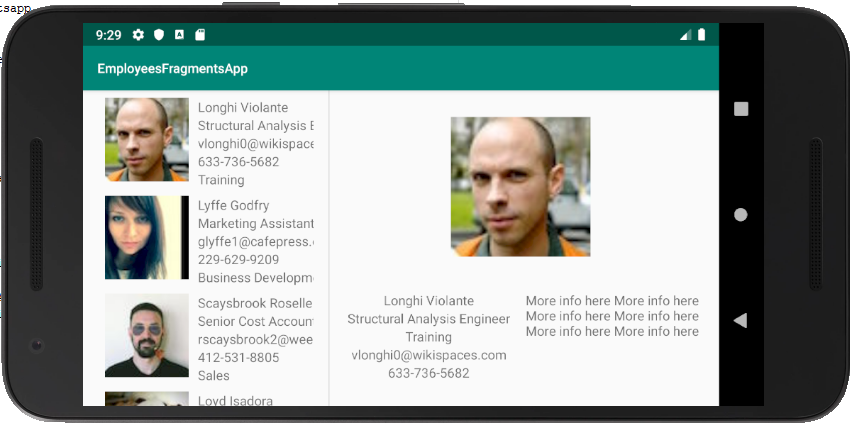 tsapp
9:29
EmployeesFragmentsApp
Longhi Violante
Structural Analysis E
vlonghi0@wikispace
633-736-5682
Training
Lyffe Godfry
Marketing Assistant
glyffe1@cafepress.
229-629-9209
Business Developm
Scaysbrook Roselle
Senior Cost Accoun
rscaysbrook2@wee
412-531-8805
Sales
Loyd Isadora
Longhi Violante
Structural Analysis Engineer
Training
vlonghi0@wikispaces.com
633-736-5682
More info here More info here
More info here More info here
More info here More info here